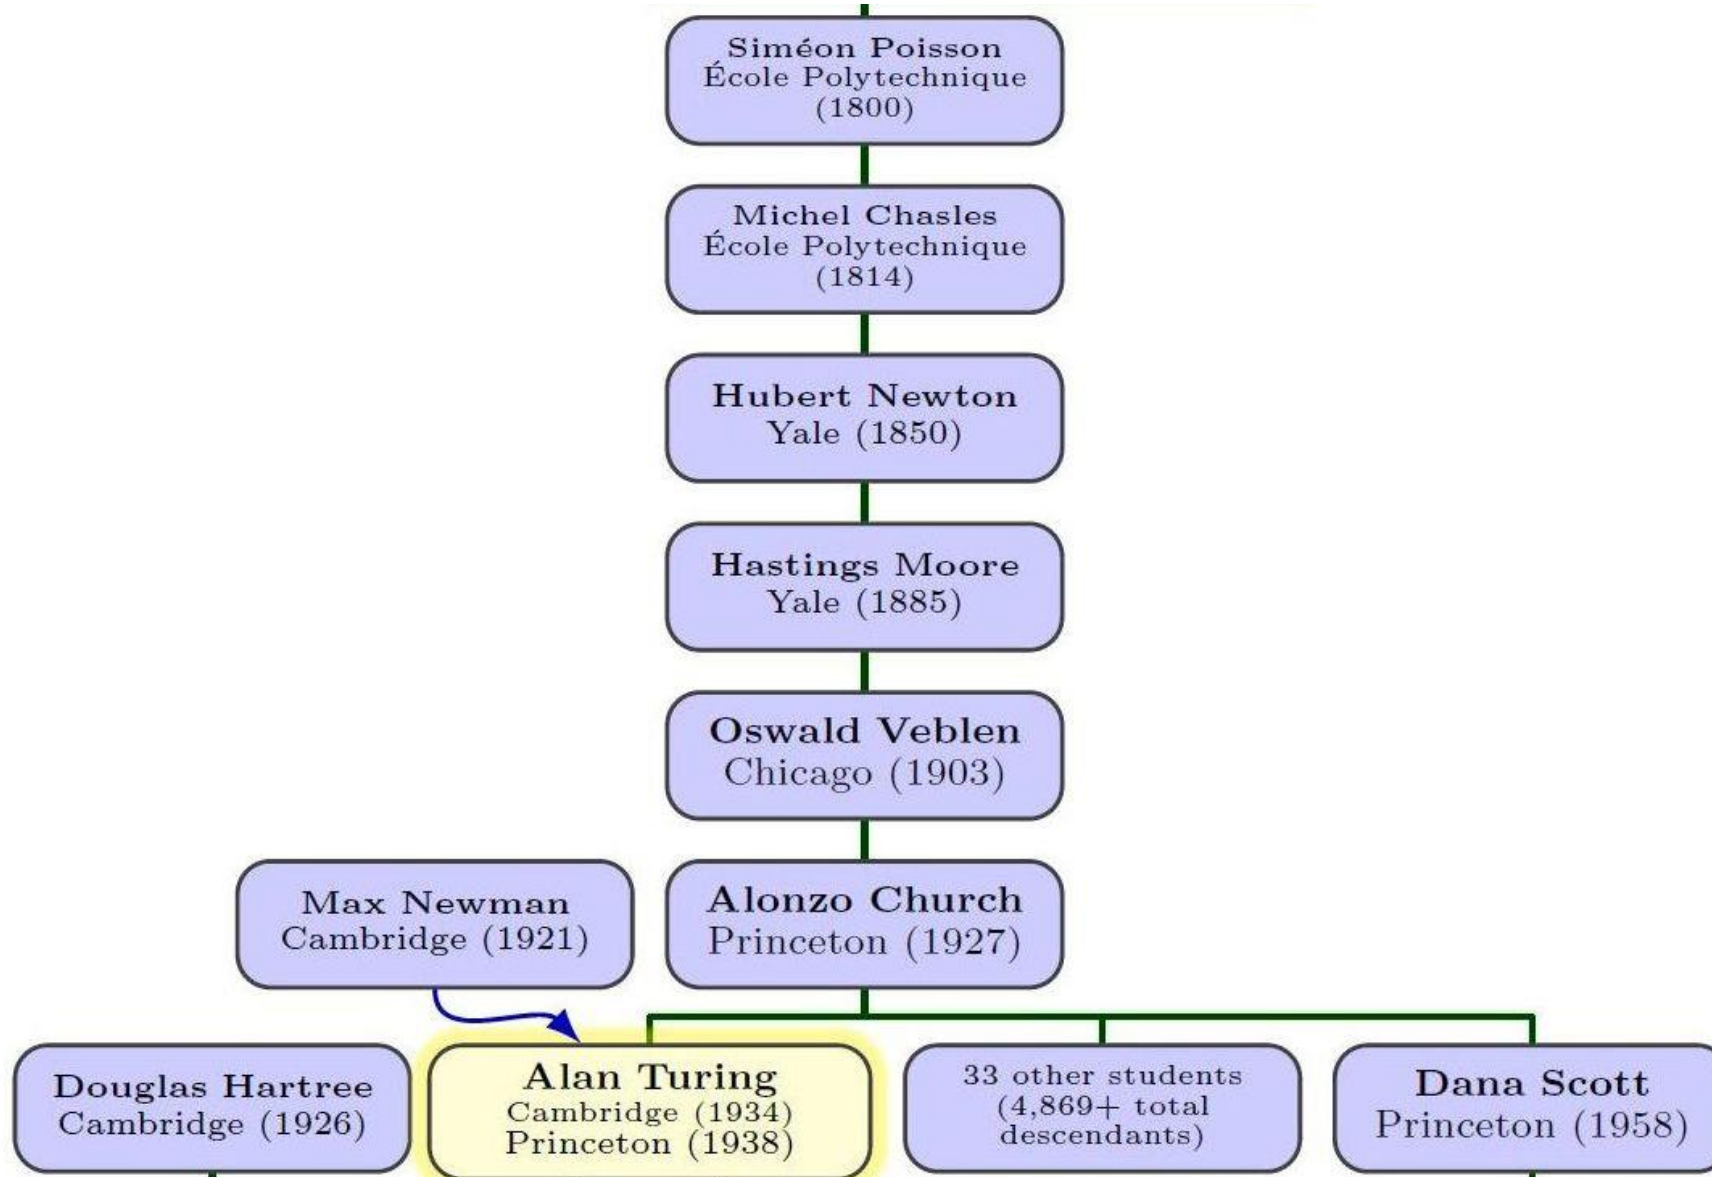 Siméon Poisson
École Polytechnique
(1800)
Michel Chasles
École Polytechnique
(1814)
Hubert Newton
Yale (1850)
Hastings Moore
Yale (1885)
Oswald Veblen
Chicago (1903)
Max Newman
Cambridge (1921)
Alonzo Church
Princeton (1927)
Douglas Hartree
Cambridge (1926)
Alan Turing
Cambridge (1934)
Princeton (1938)
33 other students
(4,869+ total
descendants)
Dana Scott
Princeton (1958)